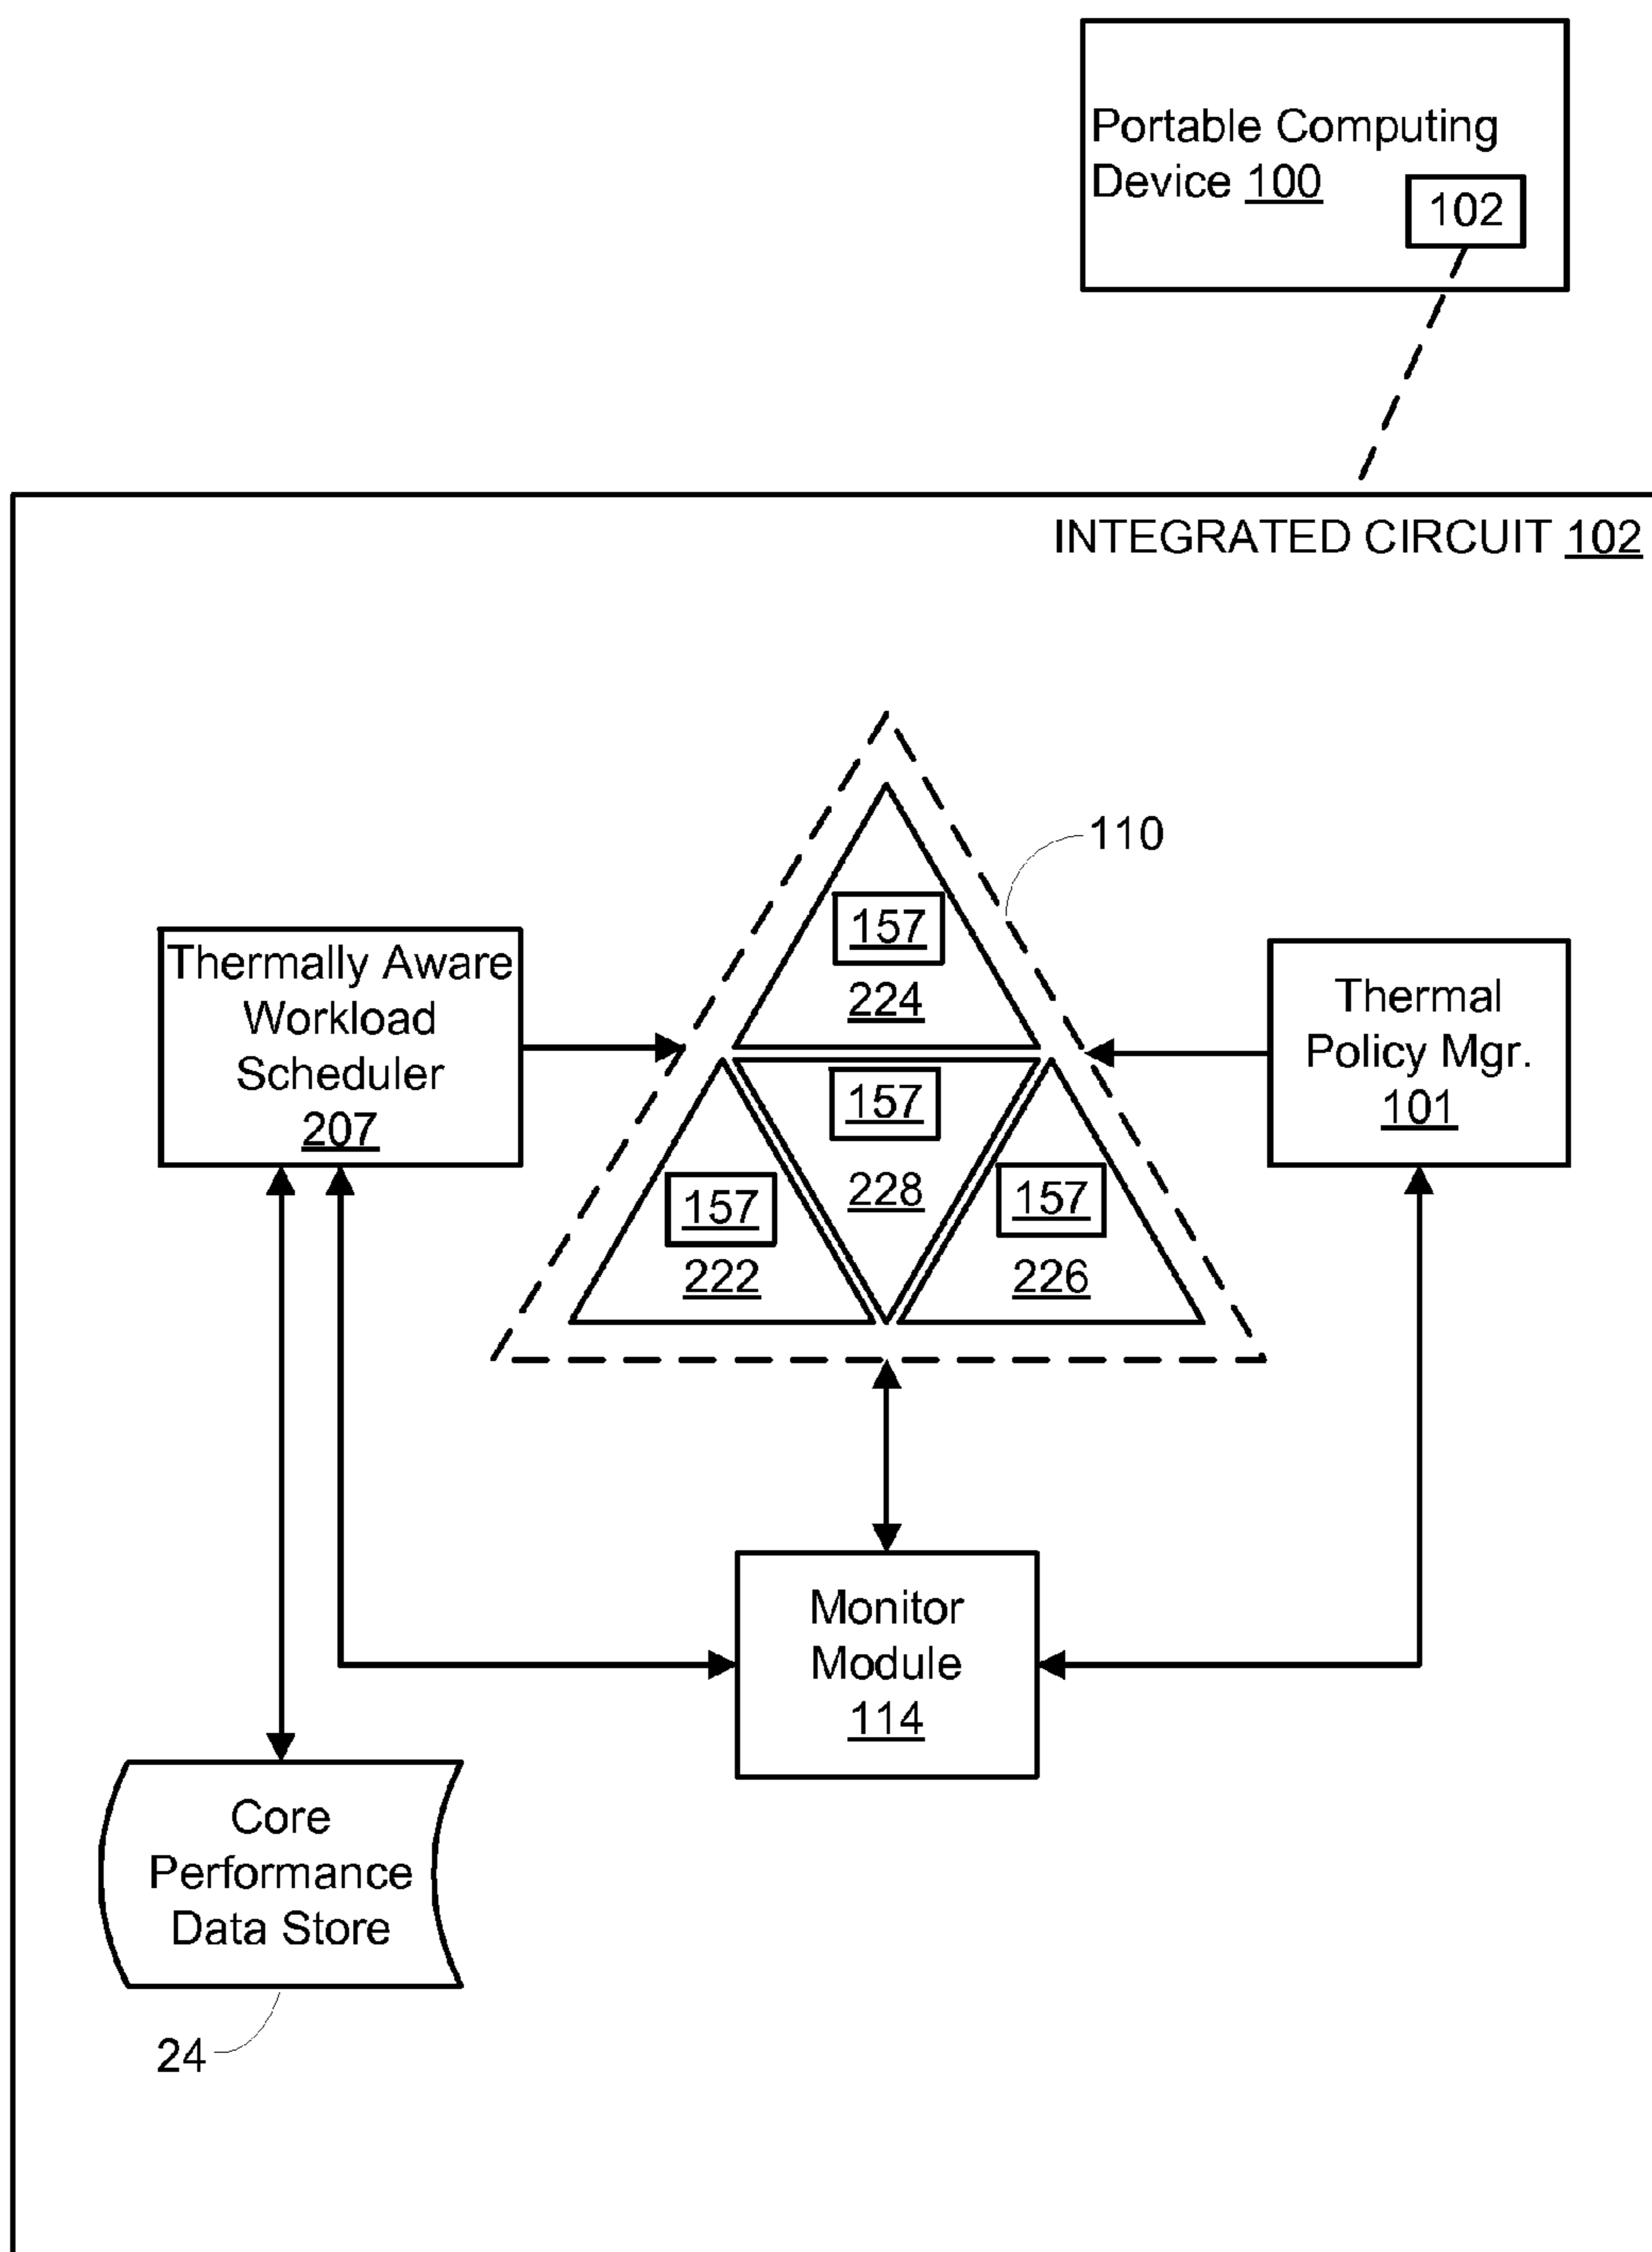 Portable Computing
Device 100
102
INTEGRATED CIRCUIT 102
110
157
224
Thermally Aware
Workload
Scheduler
207
Thermal
Policy Mgr.
101
157
228
157
222
157
226
Monitor
Module
114
Core
Performance
Data Store
24